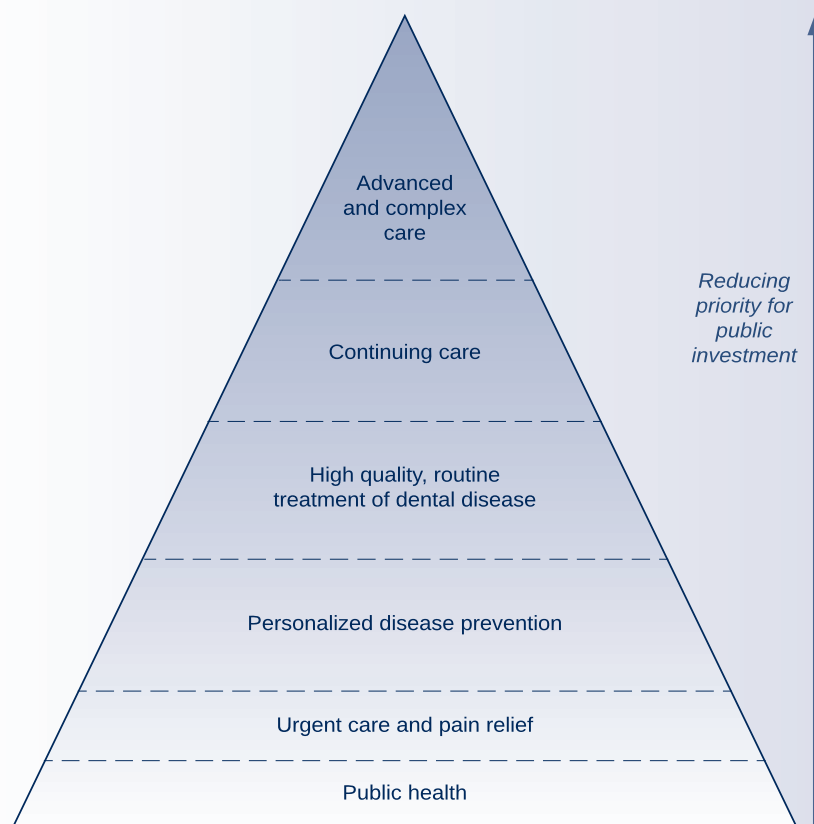 Advanced
and complex
care
Reducing
priority for
public
investment
Continuing care
High quality, routine
treatment of dental disease
Personalized disease prevention
Urgent care and pain relief
Public health